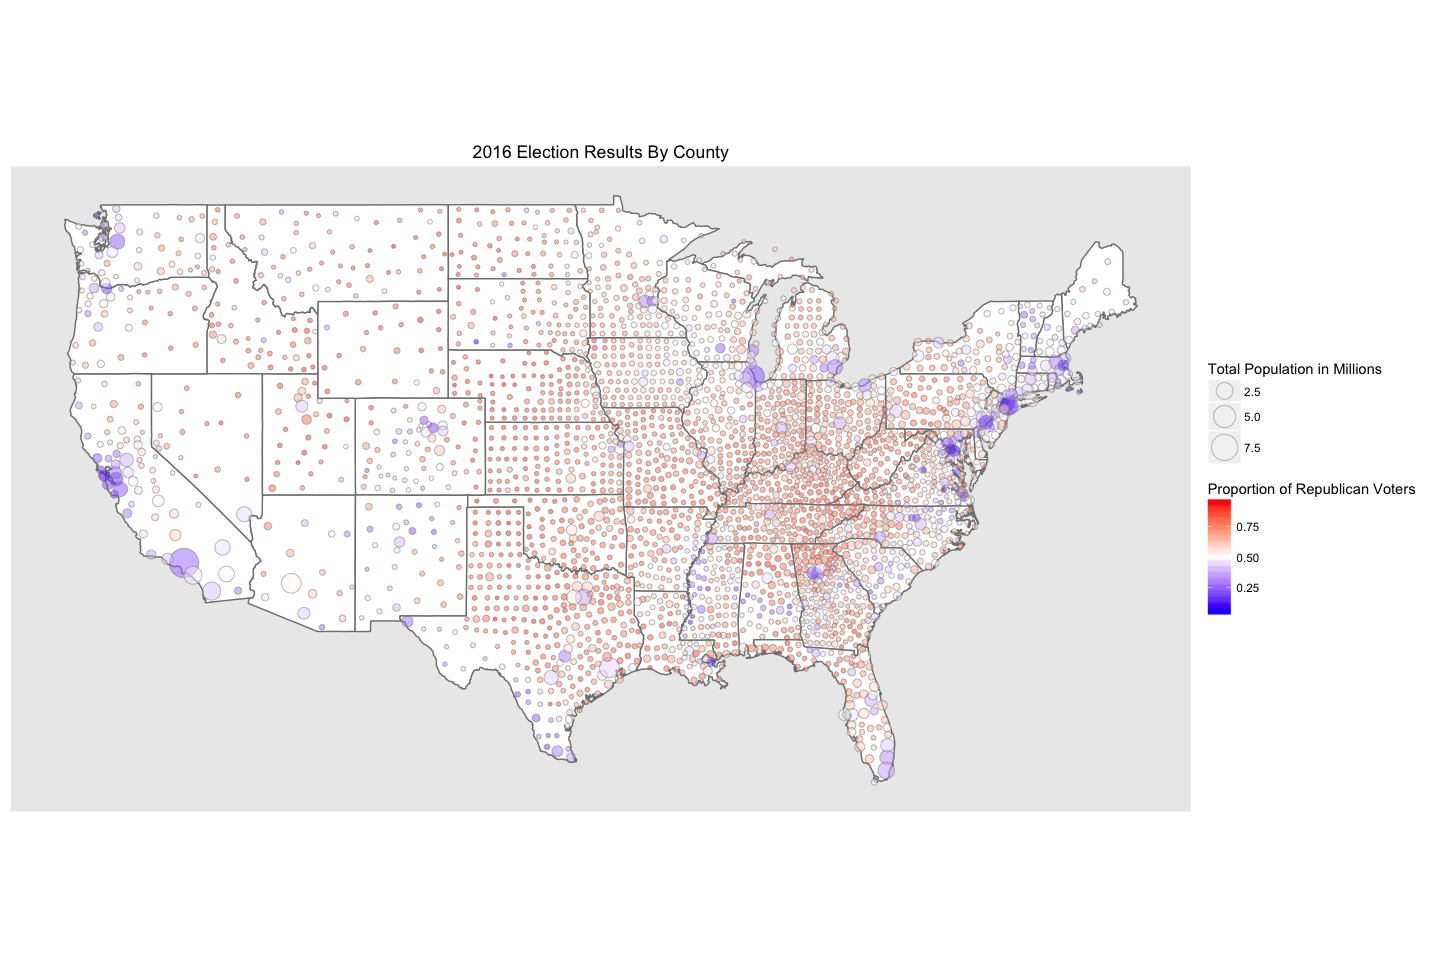 2016 Election Results By County
Total Population in Millions
2.5
5.0
7.5
Proportion of Republican Voters
0.75
0.50
0.25